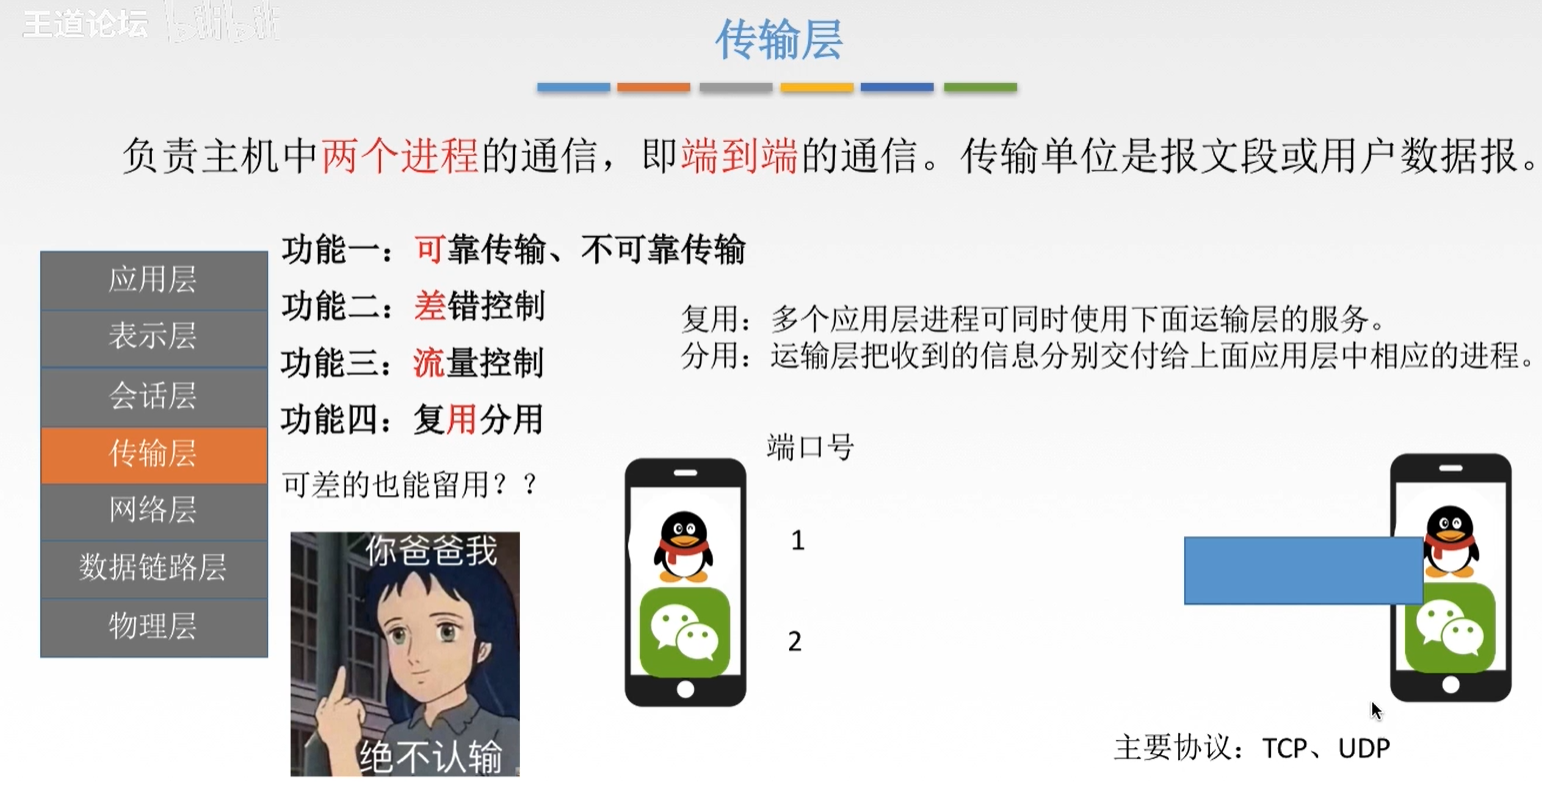 王道论坛 bilibili
传输层
负责主机中两个进程的通信，即端到端的通信。传输单位是报文段或用户数据报。
应用层
表示层
会话层
传输层
网络层
数据链路层
物理层
功能一：可靠传输、不可靠传输
功能二：差错控制
功能三：流量控制
功能四：复用分用
可差的也能留用？？
复用：多个应用层进程可同时使用下面运输层的服务。
分用：运输层把收到的信息分别交付给上面应用层中相应的进程。
你爸爸我
绝不认输
端口号
1
2
主要协议：TCP、UDP